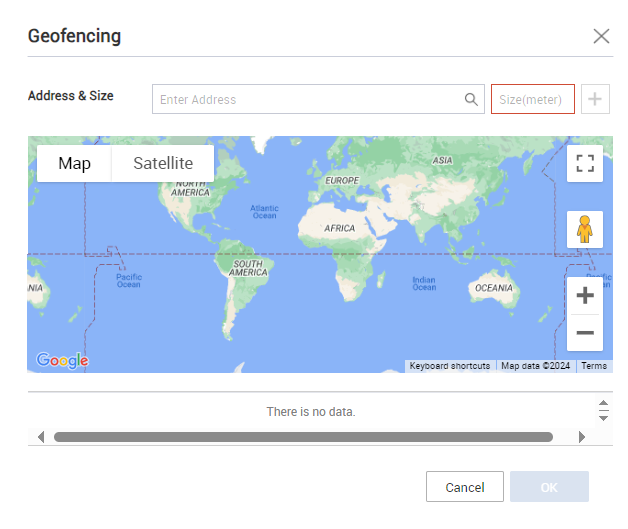 Geofencing
Address & Size
Enter Address
Size(meter)
Map
Satellite
ASIA
NORTH
AMERICA
EUROPE
Atlantic
Ocean
AFRICA
SOUTH
AMERICA
Pacific
Ocean
Indian
Ocean
OCEANIA
NIA
Google
Keyboard shortcuts
Map data ©2024
Terms
There is no data.
Cancel
OK